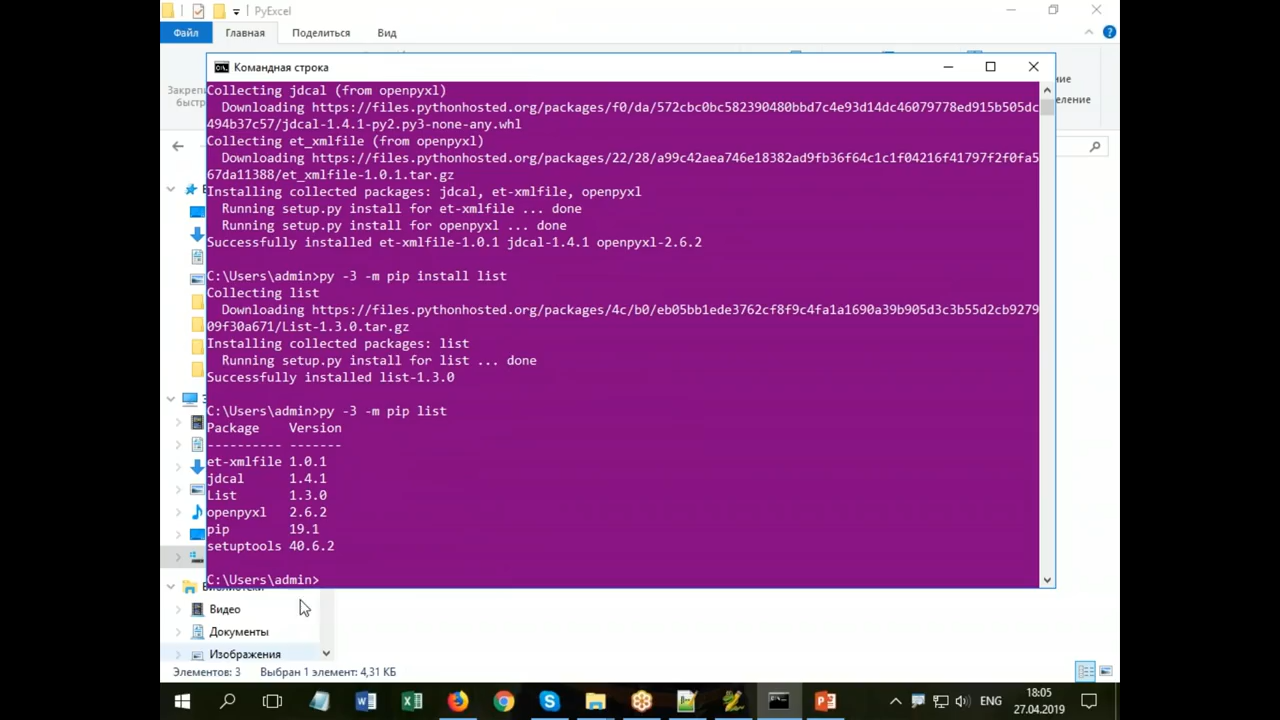 PyExcel
Файл
Главная
Поделиться
Вид
Командная строка
Collecting jdcal (from openpyxl)
Downloading https://files.pythonhosted.org/packages/f0/da/572cbc0bc582390480bbd7c4e93d14dc46079778ed915b505dc
494b37c57/jdcal-1.4.1-py2.py3-none-any.whl
Collecting et_xmlfile (from openpyxl)
Downloading https://files.pythonhosted.org/packages/22/28/a99c42aea746e18382ad9fb36f64c1c1f04216f41797f2f0fa5
67da11388/et_xmlfile-1.0.1.tar.gz
Installing collected packages: jdcal, et-xmlfile, openpyxl
Running setup.py install for et-xmlfile ... done
Running setup.py install for openpyxl ... done
Successfully installed et-xmlfile-1.0.1 jdcal-1.4.1 openpyxl-2.6.2
C:\Users\admin>py -3 -m pip install list
Collecting list
Downloading https://files.pythonhosted.org/packages/4c/b0/eb05bb1ede3762cf8f9c4fa1a1690a39b905d3c3b55d2cb9279
09f30a671/List-1.3.0.tar.gz
Installing collected packages: list
Running setup.py install for list ... done
Successfully installed list-1.3.0
C:\Users\admin>py -3 -m pip list
Package Version
---------- -------
et-xmlfile 1.0.1
jdcal 1.4.1
List 1.3.0
openpyxl 2.6.2
pip 19.1
setuptools 40.6.2
C:\Users\admin>
Видео
Документы
Изображения
Элементов: 3 Выбран 1 элемент: 4,31 КБ
ENG
18:05
27.04.2019